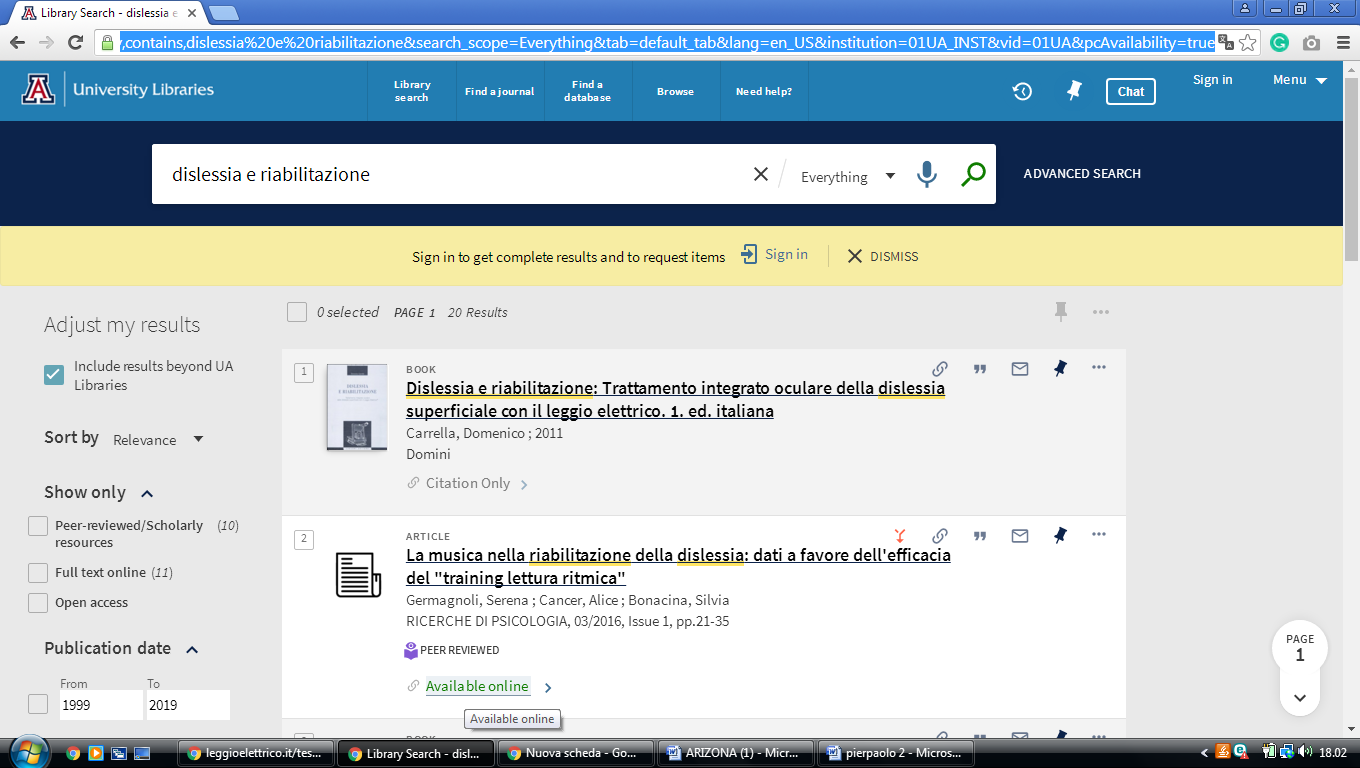 Library Search - dislessia e
y,contains,dislessia%20e%20riabilitazione&search_scope=Everything&tab=default_tab&lang=en_US&institution=01UA_INST&vid=01UA&pcAvailability=true
A University Libraries
Library search
Find a journal
Find a database
Browse
Need help?
Chat
Sign in
Menu
dislessia e riabilitazione
Everything
ADVANCED SEARCH
Sign in to get complete results and to request items
Sign in
DISMISS
Adjust my results
Include results beyond UA
Libraries
Sort by Relevance
Show only
Peer-reviewed/Scholarly (10)
resources
Full text online (11)
Open access
Publication date
From To
1999 2019
0 selected PAGE 1 20 Results
1
DISLESSIA
E RIABILITAZIONE
BOOK
Dislessia e riabilitazione: Trattamento integrato oculare della dislessia
superficiale con il leggio elettrico. 1. ed. italiana
Carrella, Domenico ; 2011
Domini
Citation Only
2
ARTICLE
La musica nella riabilitazione della dislessia: dati a favore dell'efficacia
del "training lettura ritmica"
Germagnoli, Serena ; Cancer, Alice ; Bonacina, Silvia
RICERCHE DI PSICOLOGIA, 03/2016, Issue 1, pp.21-35
PEER REVIEWED
Available online
Available online
PAGE
1
leggioelettrico.it/tes...
Library Search - disl...
Nuova scheda - Go...
ARIZONA (1) - Micr...
pierpaolo 2 - Micros...
18.02